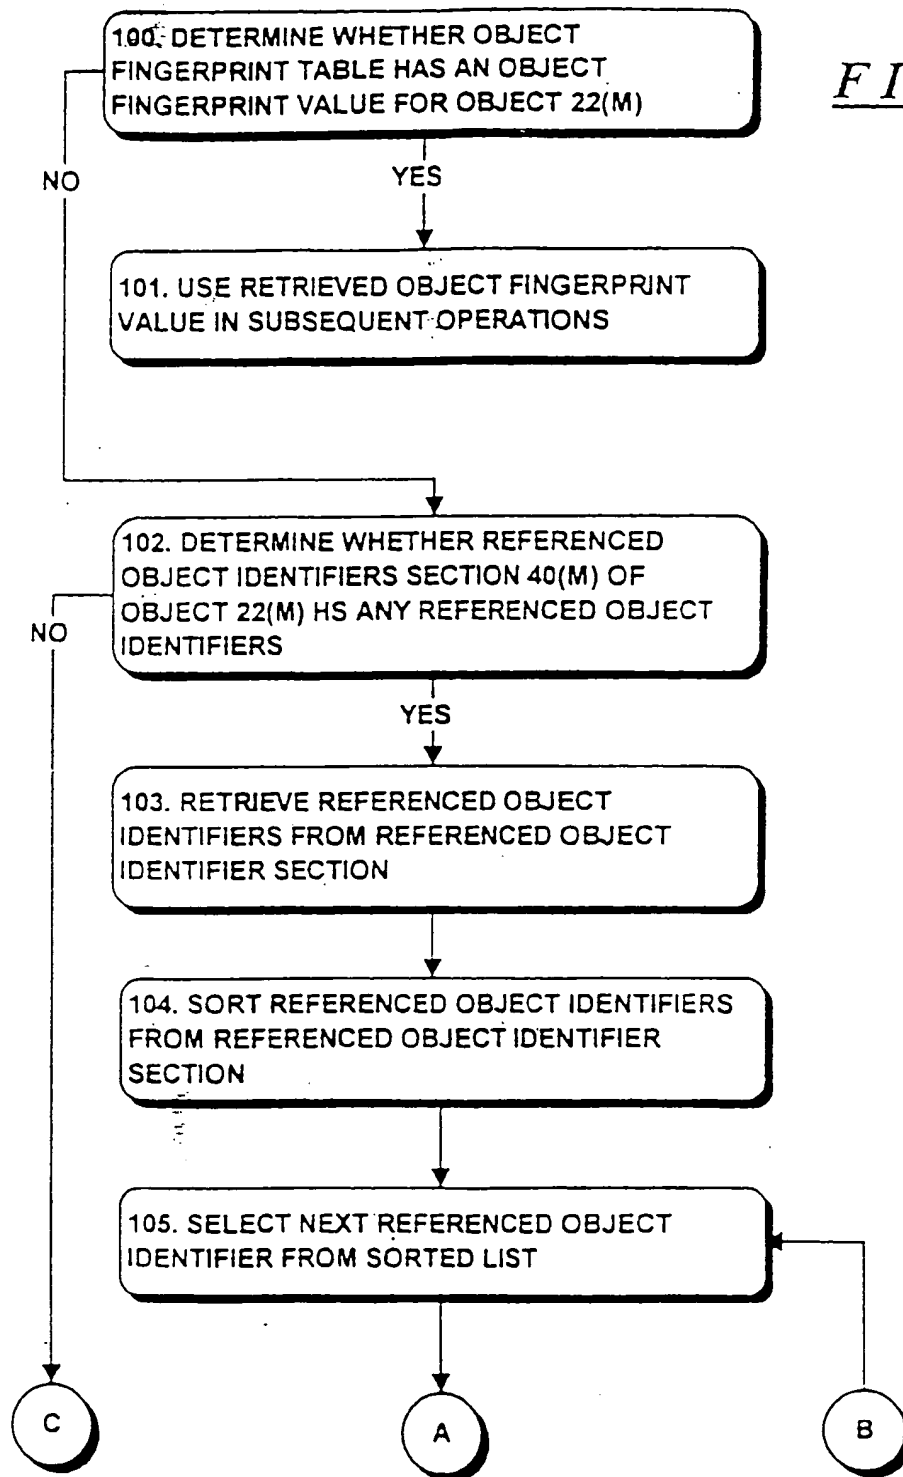 100. DETERMINE WHETHER OBJECT
FINGERPRINT TABLE HAS AN OBJECT
FINGERPRINT VALUE FOR OBJECT 22(M)
FI
NO
YES
101. USE RETRIEVED OBJECT FINGERPRINT
VALUE IN SUBSEQUENT OPERATIONS
102. DETERMINE WHETHER REFERENCED
OBJECT IDENTIFIERS SECTION 40(M) OF
OBJECT 22(M) HS ANY REFERENCED OBJECT
IDENTIFIERS
NO
YES
103. RETRIEVE REFERENCED OBJECT
IDENTIFIERS FROM REFERENCED OBJECT
IDENTIFIER SECTION
104. SORT REFERENCED OBJECT IDENTIFIERS
FROM REFERENCED OBJECT IDENTIFIER
SECTION
105. SELECT NEXT REFERENCED OBJECT
IDENTIFIER FROM SORTED LIST
C
A
B